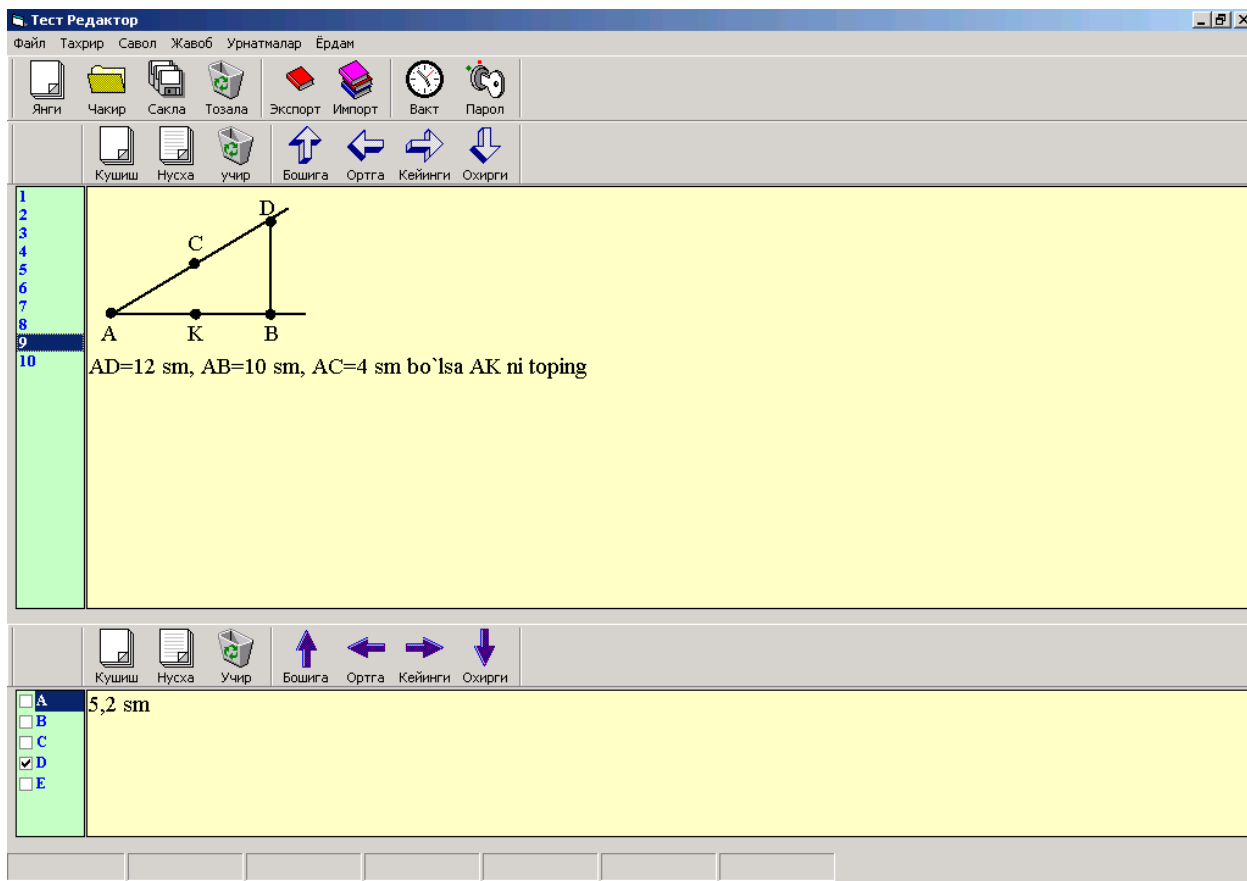 Тест Редактор
Файл Тахрир Савол Жавоб Урнатмалар Ёрдам
Янги Чакир Сакла Тозала Экспорт Импорт Вакт Парол
Кушиш Нусха учир Бошига Ортга Кейинги Охирги
1
2
3
4
5
6
7
8
9
10
D
C
A K B
AD=12 sm, AB=10 sm, AC=4 sm bo`lsa AK ni toping
Кушиш Нусха Учир Бошига Ортга Кейинги Охирги
A
B
C
D
E
5,2 sm